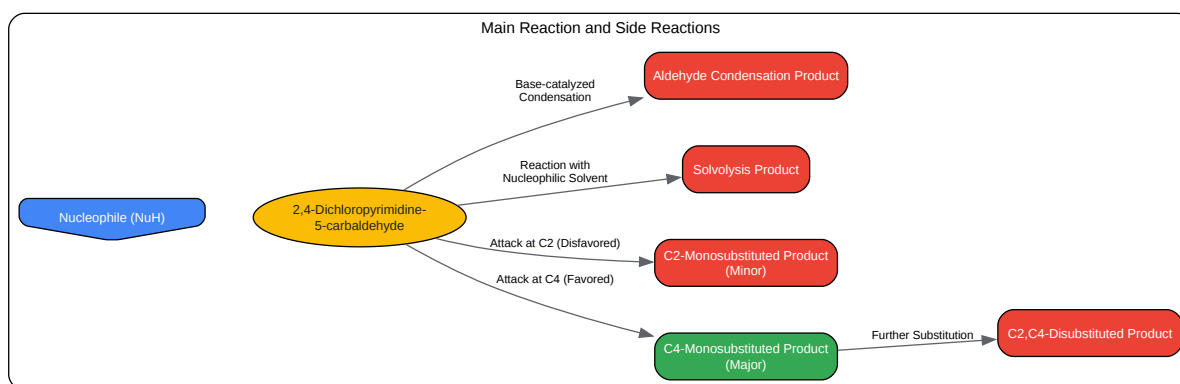 Main Reaction and Side Reactions
Base-catalyzed
Condensation
Aldehyde Condensation Product
Reaction with
Nucleophilic Solvent
Solvolysis Product
Nucleophile (NuH)
2,4-Dichloropyrimidine-
5-carbaldehyde
Attack at C2 (Disfavored)
C2-Monosubstituted Product
(Minor)
Attack at C4 (Favored)
C4-Monosubstituted Product
(Major)
Further Substitution
C2,C4-Disubstituted Product